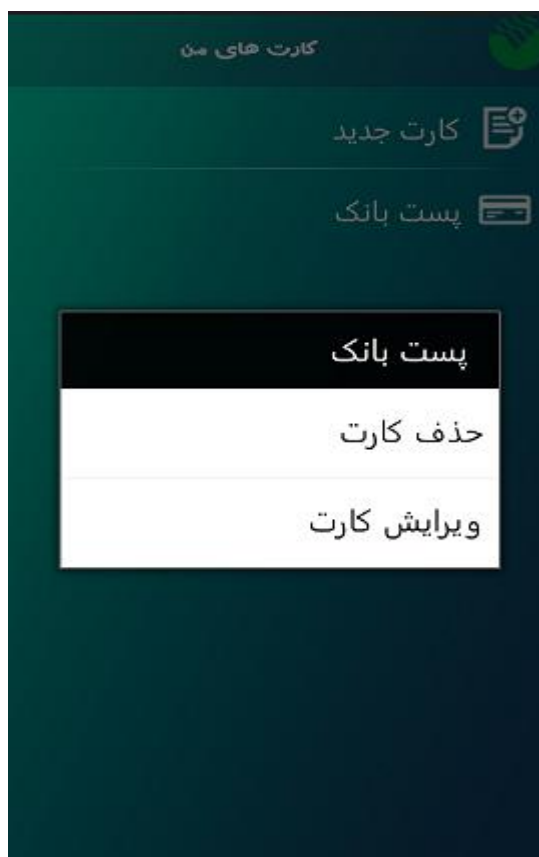 کارت های من
کارت جدید
پست بانک
پست بانک
حذف کارت
ویرایش کارت